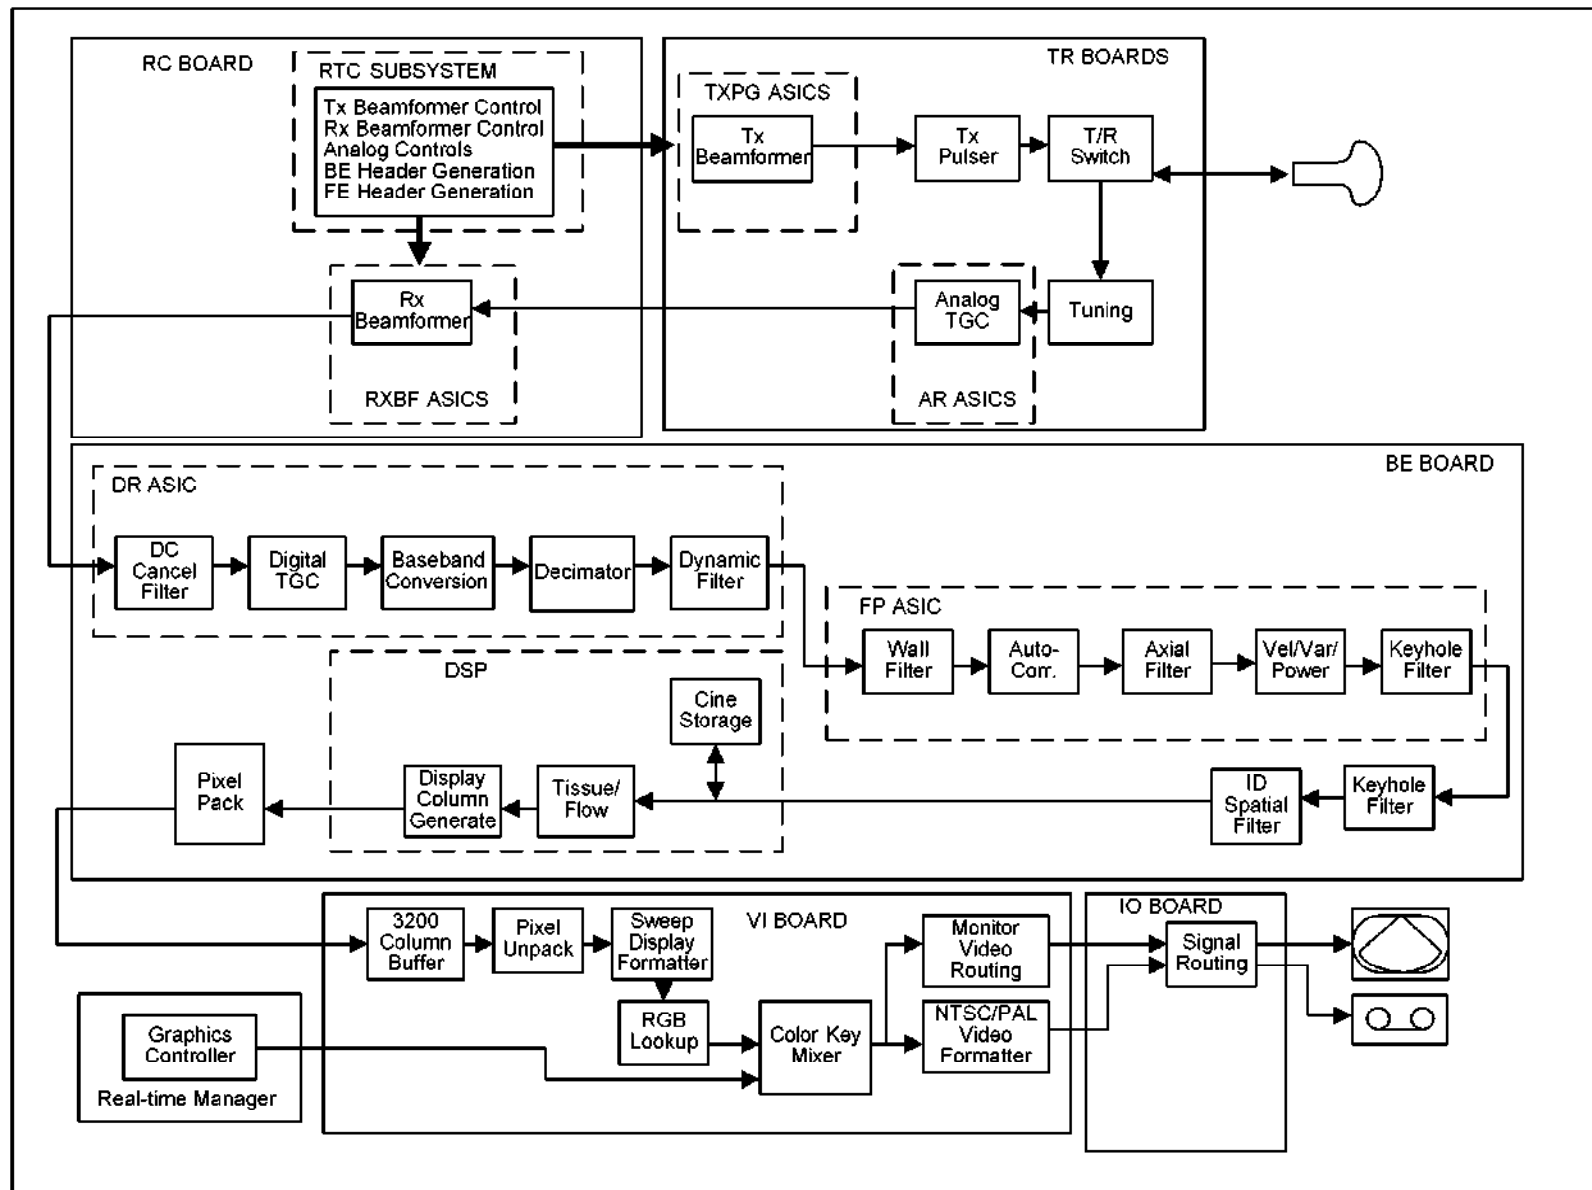 RC BOARD
RTC SUBSYSTEM
Tx Beamformer Control
Rx Beamformer Control
Analog Controls
BE Header Generation
FE Header Generation
Rx
Beamformer
RXBF ASICS
TR BOARDS
TXPG ASICS
Tx
Beamformer
Tx
Pulser
T/R
Switch
Analog
TGC
Tuning
AR ASICS
BE BOARD
DR ASIC
DC
Cancel
Filter
Digital
TGC
Baseband
Conversion
Decimator
Dynamic
Filter
FP ASIC
Wall
Filter
Auto-
Corr.
Axial
Filter
Vel/Var/
Power
Keyhole
Filter
DSP
Cine
Storage
Pixel
Pack
Display
Column
Generate
Tissue/
Flow
ID
Spatial
Filter
Keyhole
Filter
VI BOARD
3200
Column
Buffer
Pixel
Unpack
Sweep
Display
Formatter
RGB
Lookup
Color Key
Mixer
Monitor
Video
Routing
NTSC/PAL
Video
Formatter
IO BOARD
Signal
Routing
Graphics
Controller
Real-time Manager